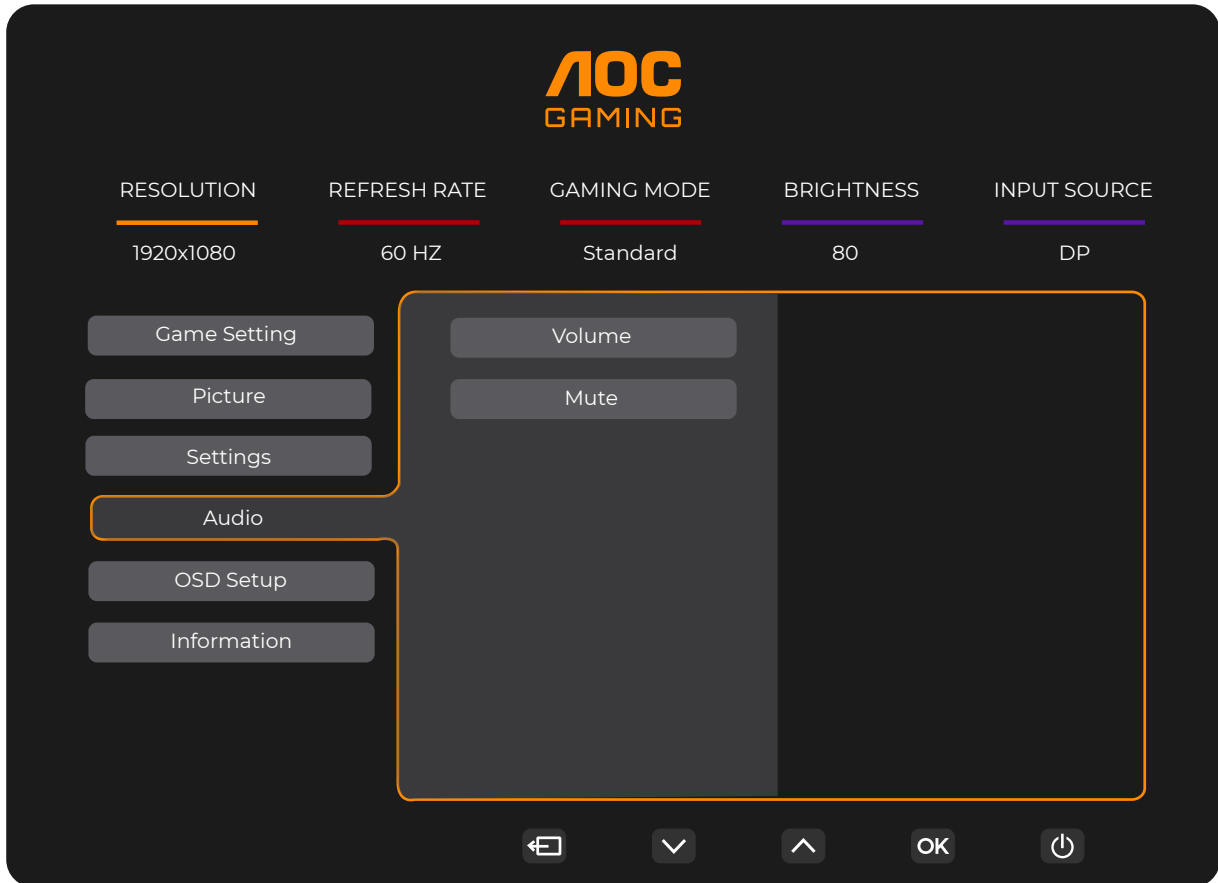 AOC
GAMING
RESOLUTION REFRESH RATE GAMING MODE BRIGHTNESS INPUT SOURCE
1920x1080 60 HZ Standard 80 DP
Game Setting Volume
Picture Mute
Settings
Audio
OSD Setup
Information
OK